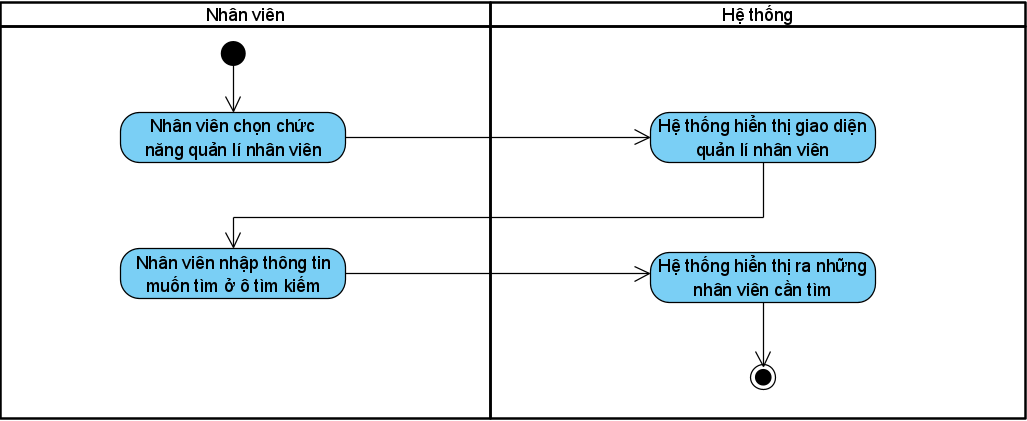 Nhân viên
Hệ thống
Nhân viên chọn chức
năng quản lí nhân viên
Hệ thống hiển thị giao diện
quản lí nhân viên
Nhân viên nhập thông tin
muốn tìm ở ô tìm kiếm
Hệ thống hiển thị ra những
nhân viên cần tìm